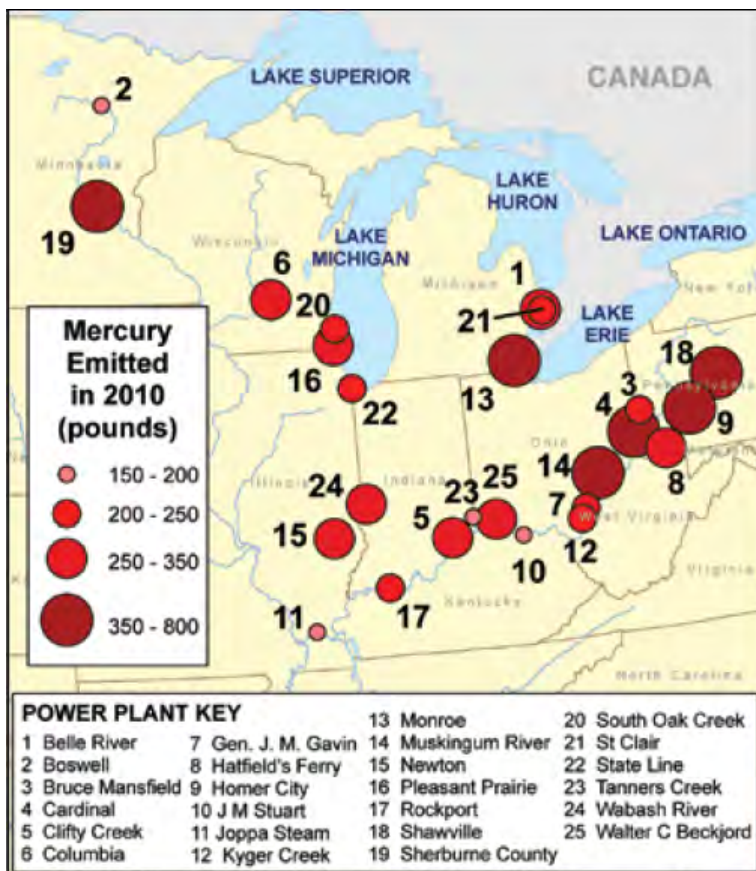 2
LAKE SUPERIOR
CANADA
Minnesota
LAKE HURON
LAKE ONTARIO
19
Wisconsin
LAKE MICHIGAN
6
1
Michigan
New York
20
21
LAKE ERIE
18
Mercury
Emitted
in 2010
(pounds)
16
13
3
Pennsylvania
22
4
9
Ohio
150 - 200
14
8
24
Illinois
Indiana
25
23
7
200 - 250
West Virginia
5
15
12
250 - 350
10
Virginia
17
Kentucky
11
350 - 800
North Carolina
POWER PLANT KEY
1 Belle River
2 Boswell
3 Bruce Mansfield
4 Cardinal
5 Clifty Creek
6 Columbia
7 Gen. J. M. Gavin
8 Hatfield's Ferry
9 Homer City
10 J M Stuart
11 Joppa Steam
12 Kyger Creek
13 Monroe
14 Muskingum River
15 Newton
16 Pleasant Prairie
17 Rockport
18 Shawville
19 Sherburne County
20 South Oak Creek
21 St Clair
22 State Line
23 Tanners Creek
24 Wabash River
25 Walter C Beckjord